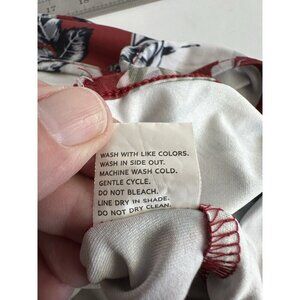 WASH WITH LIKE COLORS.
WASH IN SIDE OUT.
MACHINE WASH COLD.
GENTLE CYCLE.
DO NOT BLEACH.
LINE DRY IN SHADE.
DO NOT DRY CLEAN.